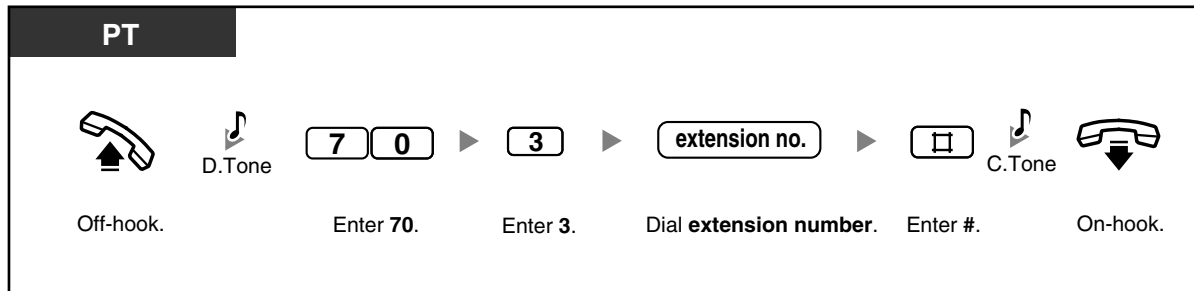 PT
D.Tone
7 0
3
extension no.
#
C.Tone
Off-hook.
Enter 70.
Enter 3.
Dial extension number.
Enter #.
On-hook.